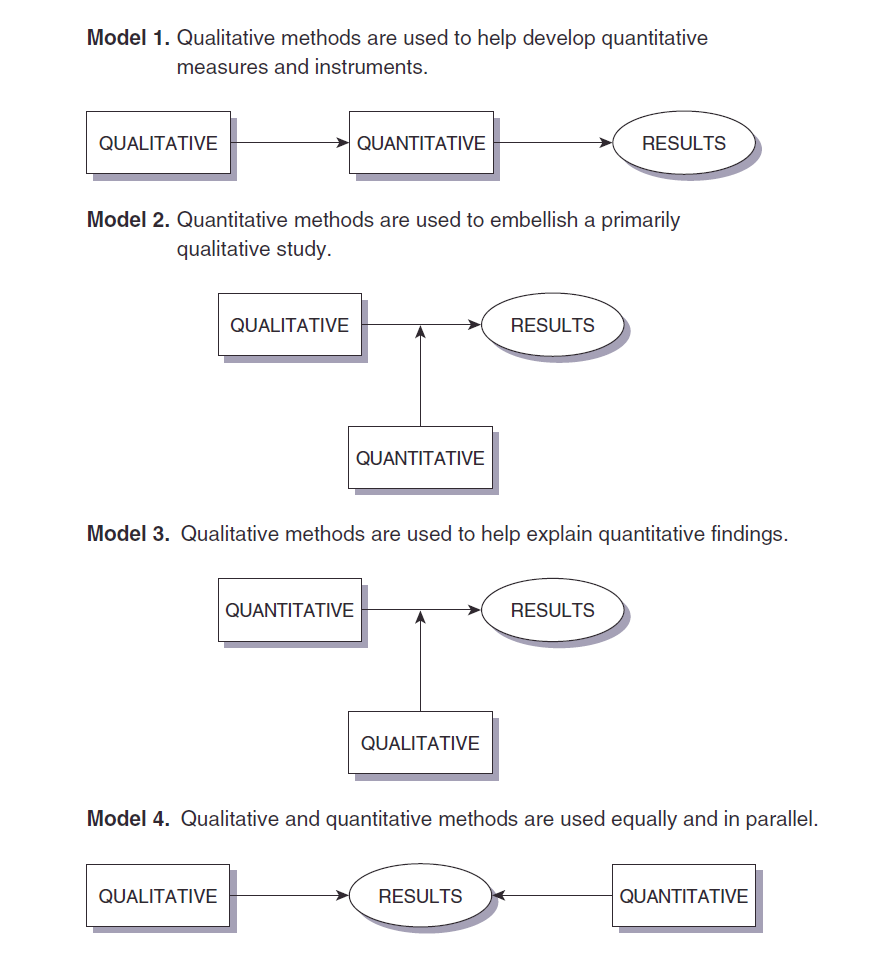 Model 1. Qualitative methods are used to help develop quantitative
measures and instruments.
QUALITATIVE QUANTITATIVE RESULTS
Model 2. Quantitative methods are used to embellish a primarily
qualitative study.
QUALITATIVE RESULTS
QUANTITATIVE
Model 3. Qualitative methods are used to help explain quantitative findings.
QUANTITATIVE RESULTS
QUALITATIVE
Model 4. Qualitative and quantitative methods are used equally and in parallel.
QUALITATIVE RESULTS QUANTITATIVE